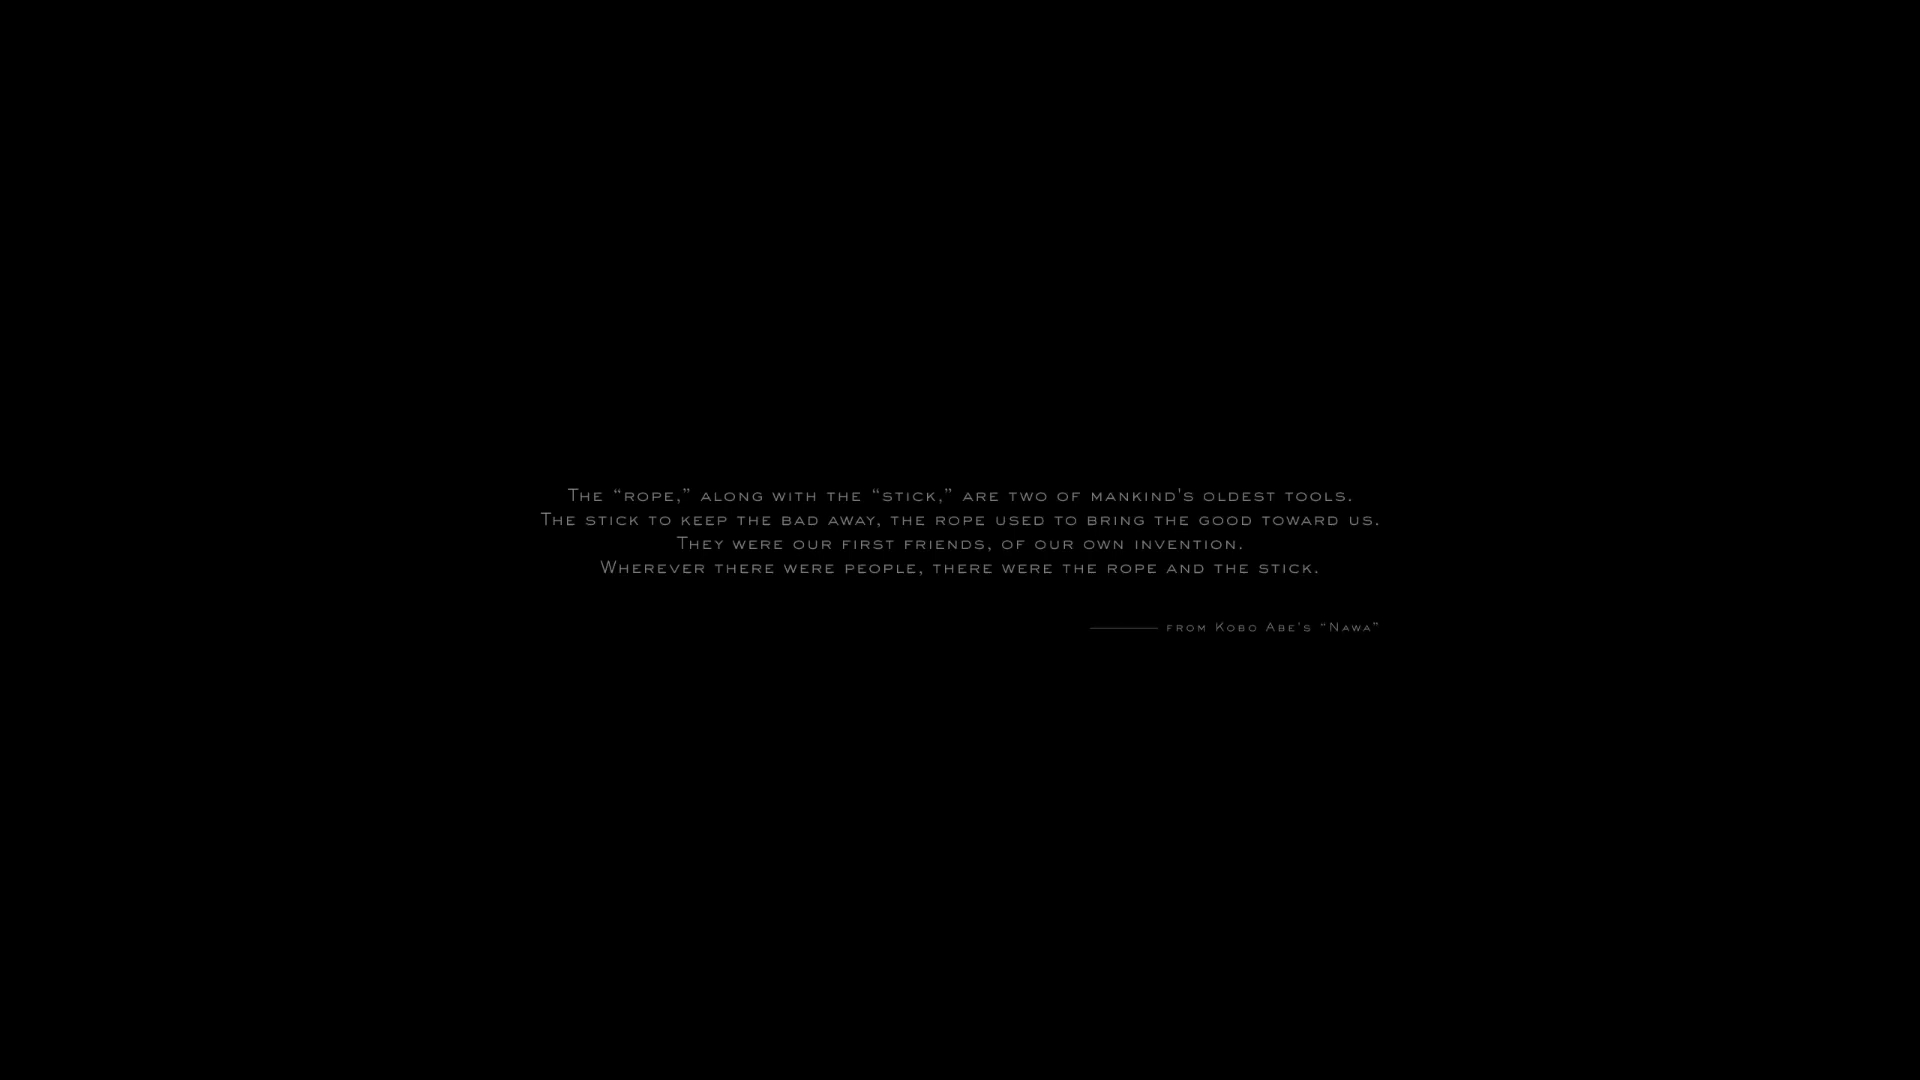 The “rope,” along with the “stick,” are two of mankind's oldest tools.
The stick to keep the bad away, the rope used to bring the good toward us.
They were our first friends, of our own invention.
Wherever there were people, there were the rope and the stick.
from Kobo Abe's “Nawa”